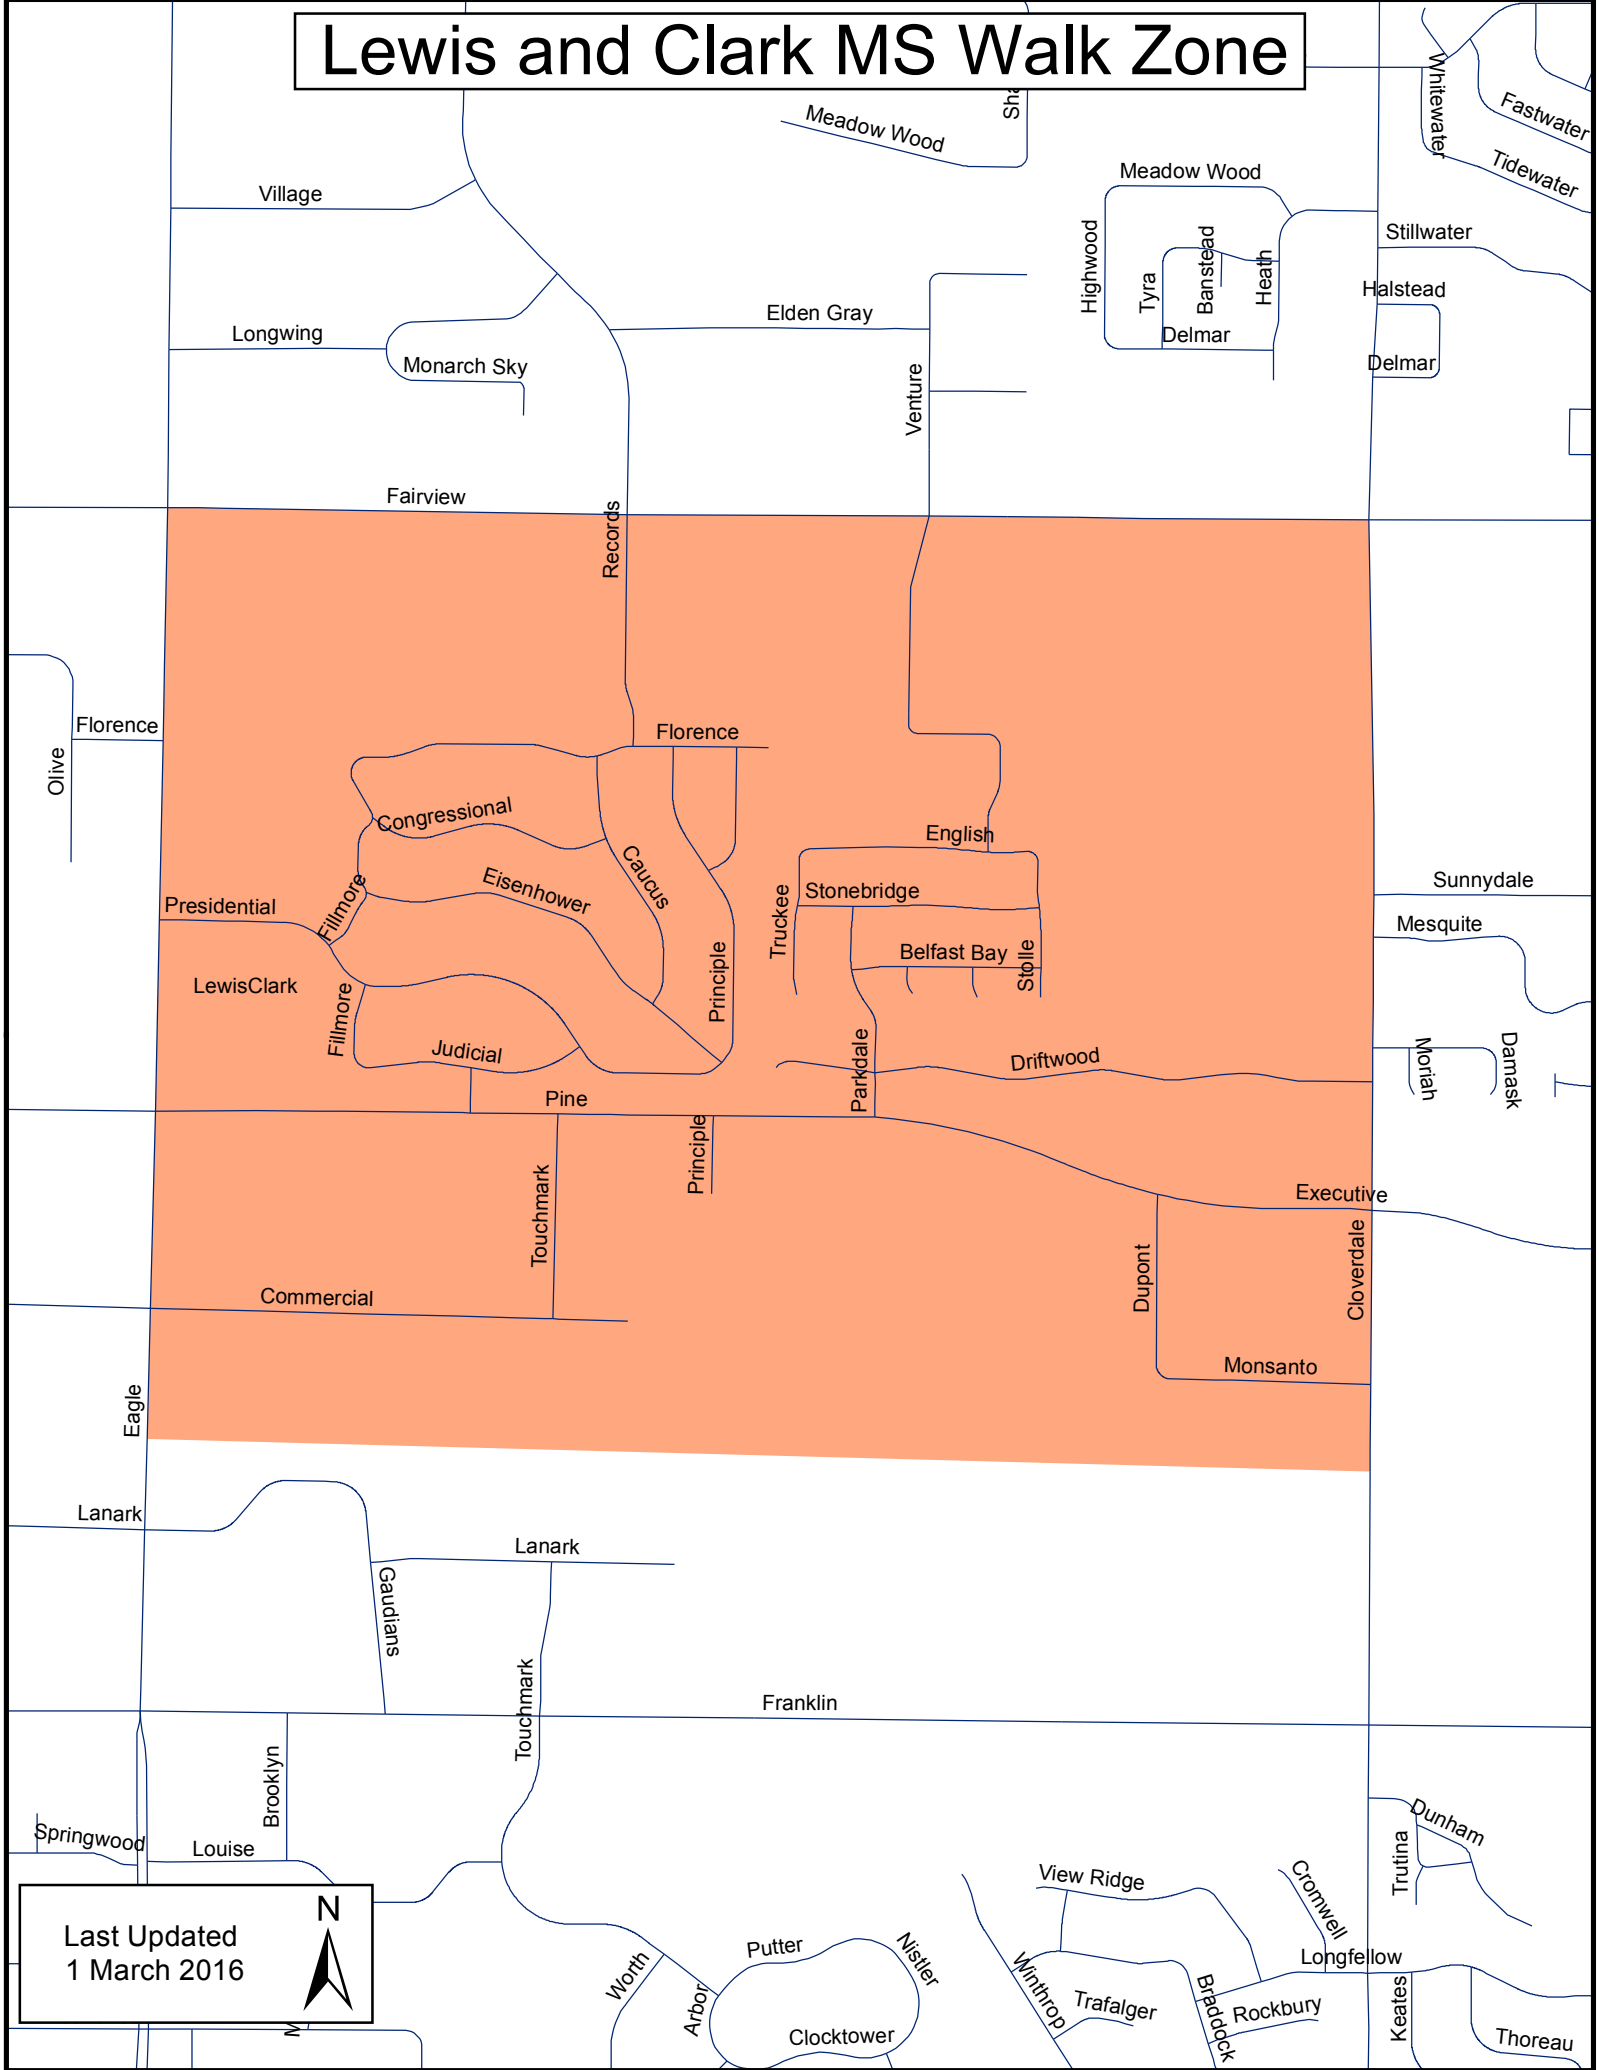 Lewis and Clark MS Walk Zone
Meadow Wood
Whitewater
Fastwater
Tidewater
Meadow Wood
Village
Highwood
Tyra
Banstead
Heath
Stillwater
Halstead
Elden Gray
Longwing
Delmar
Monarch Sky
Delmar
Venture
Fairview
Records
Florence
Olive
Florence
Congressional
English
Caucus
Eisenhower
Stonebridge
Sunnydale
Presidential
Fillmore
Truckee
Mesquite
Principle
Belfast Bay
Stolle
LewisClark
Fillmore
Judicial
Parkdale
Driftwood
Moriah
Damask
Pine
Principle
Touchmark
Executive
Dupont
Cloverdale
Commercial
Monsanto
Eagle
Lanark
Lanark
Gaudians
Touchmark
Franklin
Brooklyn
Springwood
Louise
Dunham
Trutina
View Ridge
Cromwell
N
Last Updated
1 March 2016
Putter
Nistler
Longfellow
Worth
Arbor
Winthrop
Trafalger
Braddock
Rockbury
Keates
Clocktower
Thoreau